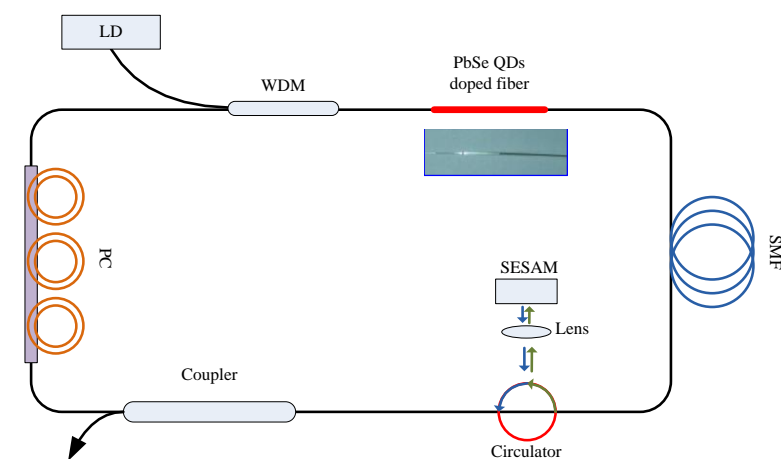 LD
WDM
PbSe QDs
doped fiber
PC
SMF
SESAM
Lens
Coupler
Circulator